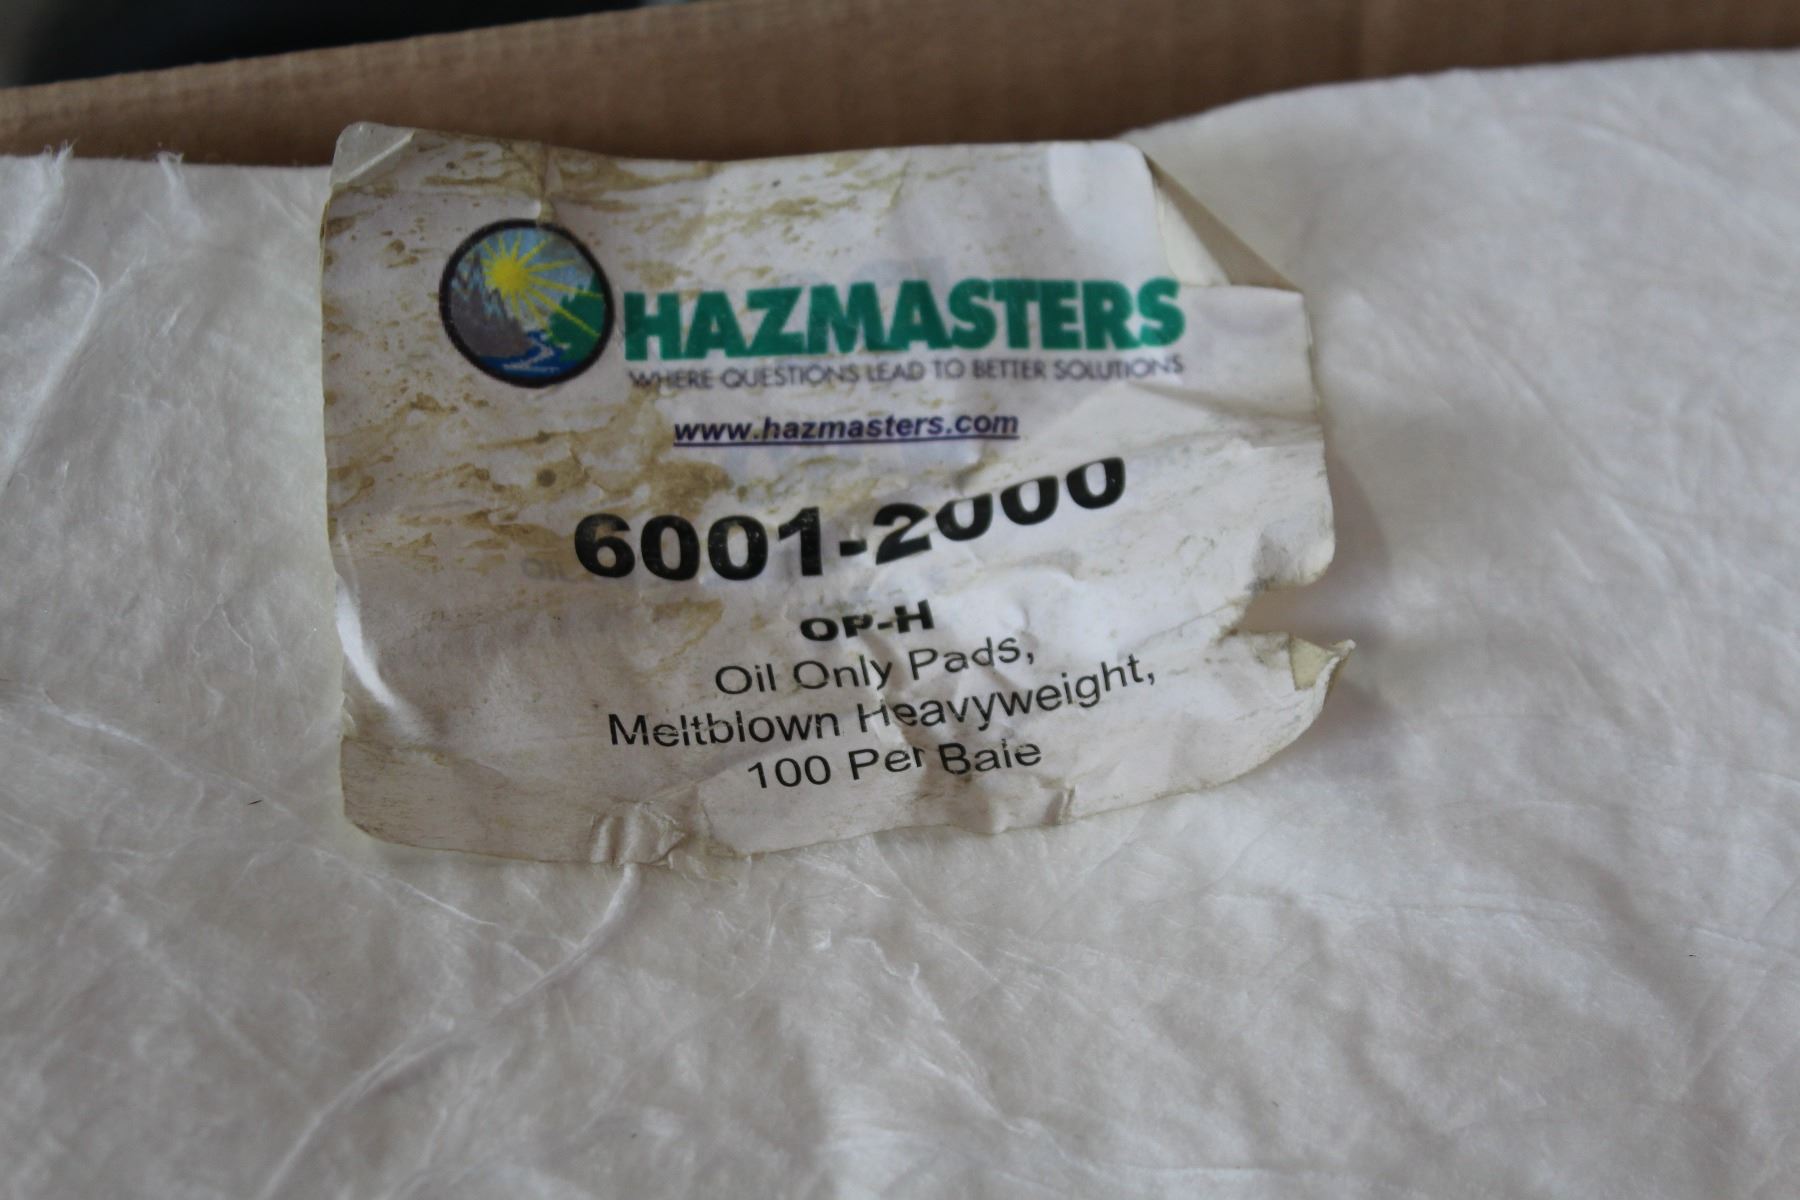 HAZMASTERS
WHERE QUESTIONS LEAD TO BETTER SOLUTIONS
www.hazmasters.com
6001-2000
OP-H
Oil Only Pads,
Meltblown Heavyweight,
100 Per Bale